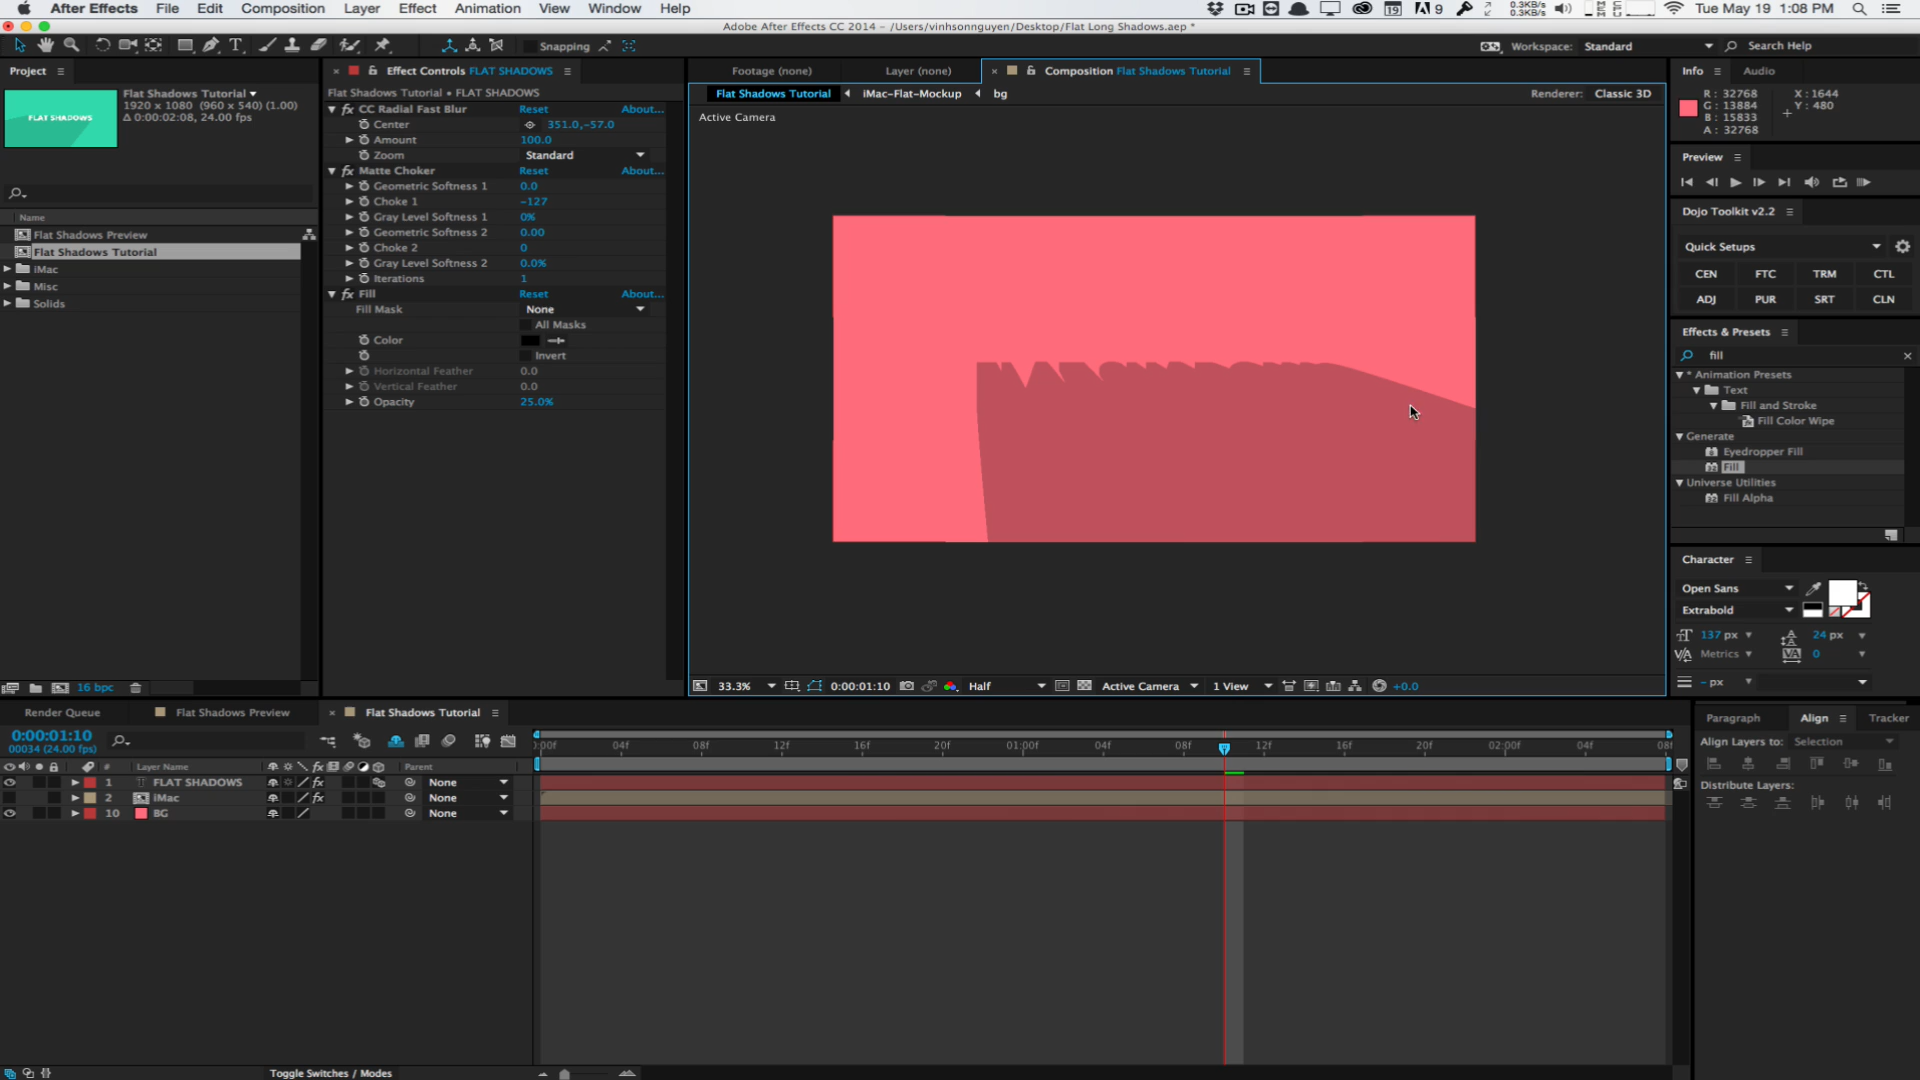 After Effects File Edit Composition Layer Effect Animation View Window Help
19 9 0.3KB/s 0.3KB/s Tue May 19 1:08 PM
Adobe After Effects CC 2014 - /Users/vinhsonnguyen/Desktop/Flat Long Shadows.aep *
T Snapping Workspace: Standard Search Help
Project
Flat Shadows Tutorial
1920 x 1080 (960 x 540) (1.00)
Δ 0:00:02:08, 24.00 fps
FLAT SHADOWS
Name
Flat Shadows Preview
Flat Shadows Tutorial
iMac
Misc
Solids
16 bpc
× Effect Controls FLAT SHADOWS
Flat Shadows Tutorial • FLAT SHADOWS
fx CC Radial Fast Blur Reset About...
Center 351.0,-57.0
Amount 100.0
Zoom Standard
fx Matte Choker Reset About...
Geometric Softness 1 0.0
Choke 1 -127
Gray Level Softness 1 0%
Geometric Softness 2 0.00
Choke 2 0
Gray Level Softness 2 0.0%
Iterations 1
fx Fill Reset About...
Fill Mask None
All Masks
Color
Invert
Horizontal Feather 0.0
Vertical Feather 0.0
Opacity 25.0%
Footage (none) Layer (none) × Composition Flat Shadows Tutorial
Flat Shadows Tutorial iMac-Flat-Mockup bg Renderer: Classic 3D
Active Camera
33.3% 0:00:01:10 Half Active Camera 1 View +0.0
Info Audio
R : 32768 X : 1644
G : 13884 Y : 480
B : 15833
A : 32768
Preview
Dojo Toolkit v2.2
Quick Setups
CEN FTC TRM CTL
ADJ PUR SRT CLN
Effects & Presets
fill ×
* Animation Presets
Text
Fill and Stroke
Fill Color Wipe
Generate
Eyedropper Fill
Fill
Universe Utilities
Fill Alpha
Character
Open Sans
Extrabold
137 px 24 px
Metrics 0
- px
Render Queue Flat Shadows Preview × Flat Shadows Tutorial
0:00:01:10
00034 (24.00 fps)
:00f 04f 08f 12f 16f 20f 01:00f 04f 08f 12f 16f 20f 02:00f 04f 08f
# Layer Name fx Parent
1 T FLAT SHADOWS fx None
2 iMac fx None
10 BG None
Toggle Switches / Modes
Paragraph Align Tracker
Align Layers to: Selection
Distribute Layers: